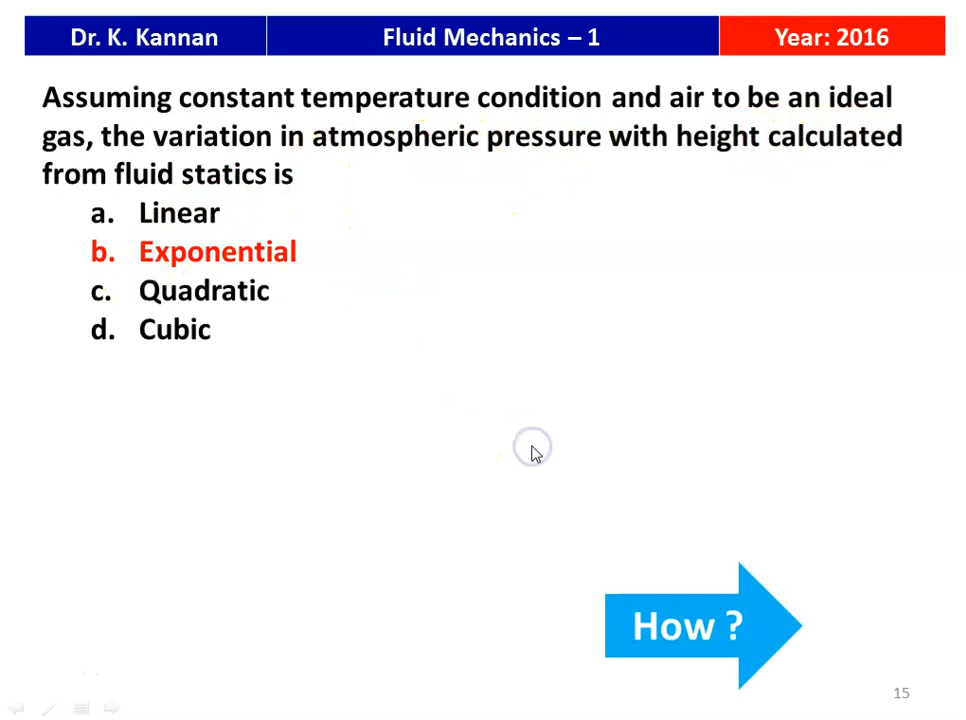 Dr. K. Kannan
Fluid Mechanics – 1
Year: 2016
Assuming constant temperature condition and air to be an ideal
gas, the variation in atmospheric pressure with height calculated
from fluid statics is
a. Linear
b. Exponential
c. Quadratic
d. Cubic
How ?
15